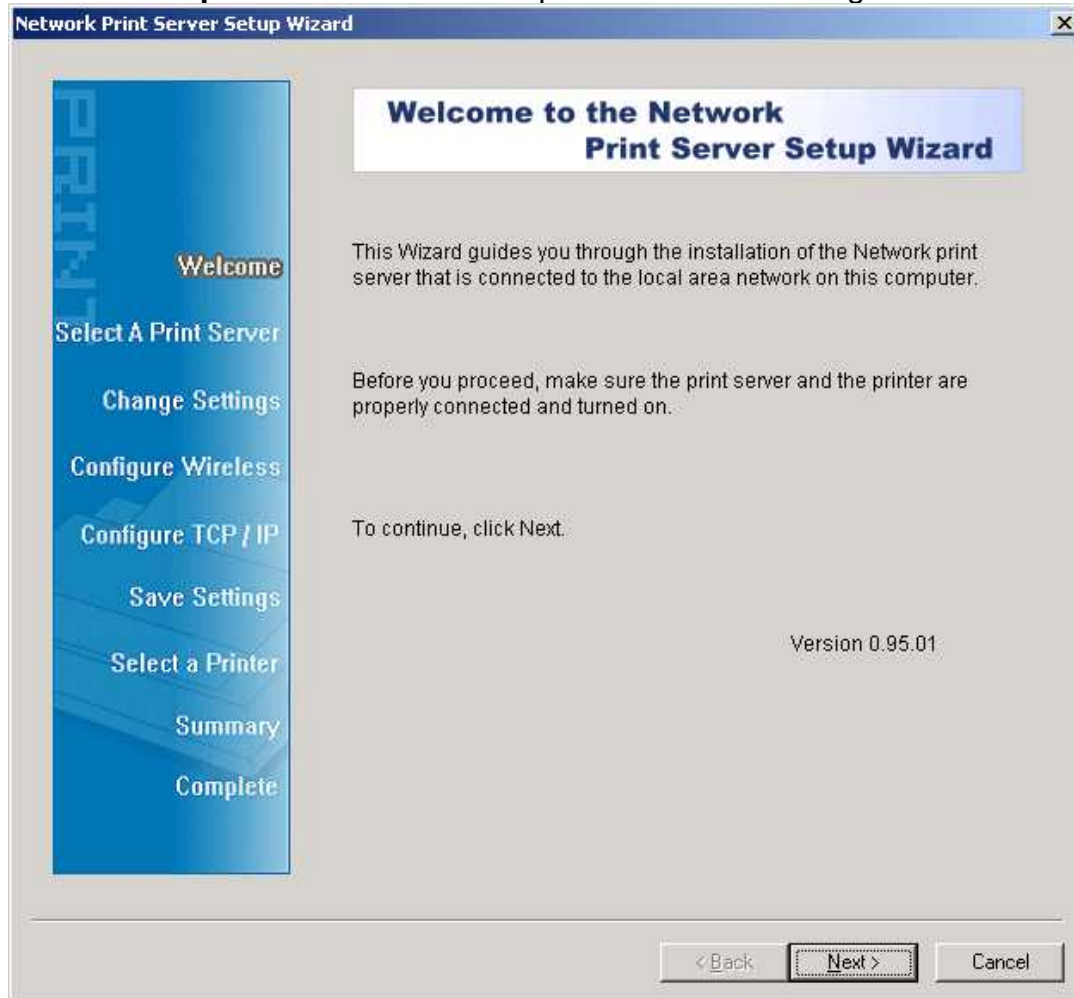 Network Print Server Setup Wizard
PRINT
Welcome
Select A Print Server
Change Settings
Configure Wireless
Configure TCP / IP
Save Settings
Select a Printer
Summary
Complete
Welcome to the Network
Print Server Setup Wizard
This Wizard guides you through the installation of the Network print
server that is connected to the local area network on this computer.
Before you proceed, make sure the print server and the printer are
properly connected and turned on.
To continue, click Next.
Version 0.95.01
< Back
Next >
Cancel